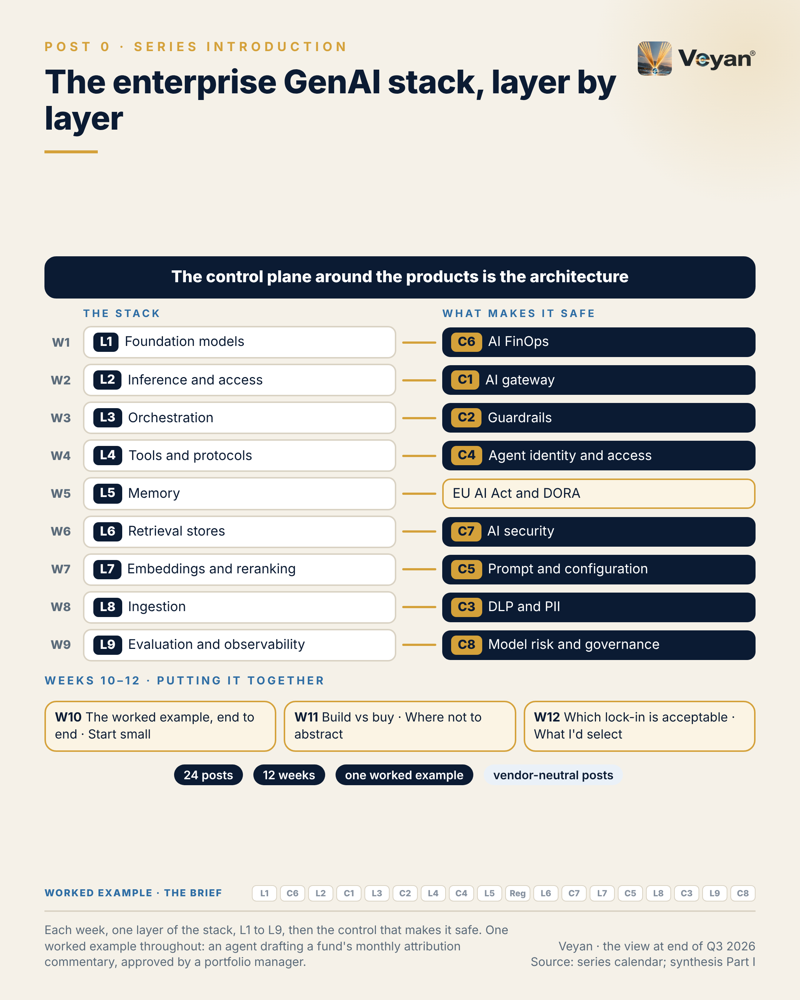 POST 0 · SERIES INTRODUCTION
Veyan®
The enterprise GenAI stack, layer by
layer
The control plane around the products is the architecture
THE STACK
WHAT MAKES IT SAFE
W1 L1 Foundation models C6 AI FinOps
W2 L2 Inference and access C1 AI gateway
W3 L3 Orchestration C2 Guardrails
W4 L4 Tools and protocols C4 Agent identity and access
W5 L5 Memory EU AI Act and DORA
W6 L6 Retrieval stores C7 AI security
W7 L7 Embeddings and reranking C5 Prompt and configuration
W8 L8 Ingestion C3 DLP and PII
W9 L9 Evaluation and observability C8 Model risk and governance
WEEKS 10–12 · PUTTING IT TOGETHER
W10 The worked example, end to
end · Start small
W11 Build vs buy · Where not to
abstract
W12 Which lock-in is acceptable ·
What I'd select
24 posts 12 weeks one worked example vendor-neutral posts
WORKED EXAMPLE · THE BRIEF L1 C6 L2 C1 L3 C2 L4 C4 L5 Reg L6 C7 L7 C5 L8 C3 L9 C8
Each week, one layer of the stack, L1 to L9, then the control that makes it safe. One
worked example throughout: an agent drafting a fund's monthly attribution
commentary, approved by a portfolio manager.
Veyan · the view at end of Q3 2026
Source: series calendar; synthesis Part I